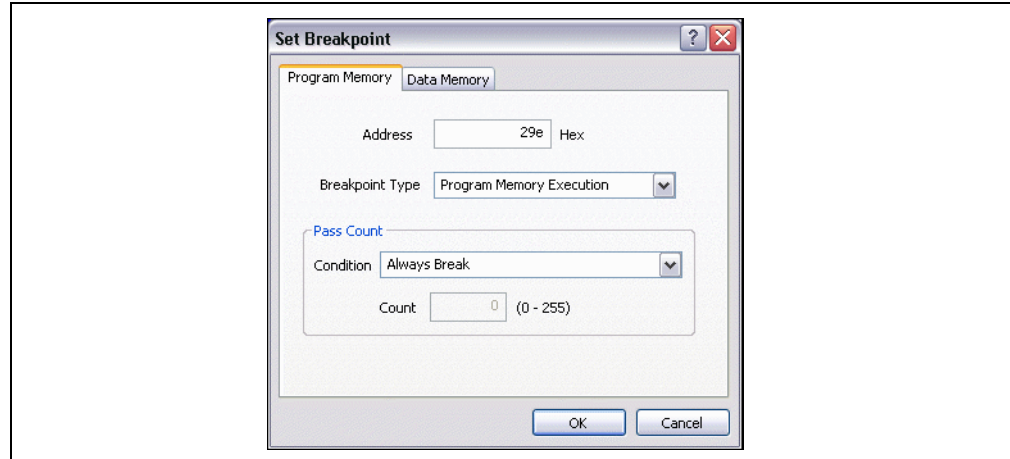 Set Breakpoint
?
Program Memory Data Memory
Address 29e Hex
Breakpoint Type Program Memory Execution
Pass Count
Condition Always Break
Count 0 (0 - 255)
OK Cancel